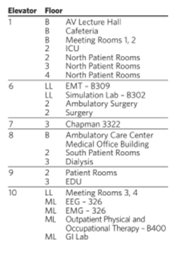 Elevator Floor
1 B AV Lecture Hall
B Cafeteria
B Meeting Rooms 1, 2
2 ICU
2 North Patient Rooms
3 North Patient Rooms
4 North Patient Rooms
6 LL EMT – B309
LL Simulation Lab – B302
2 Ambulatory Surgery
2 Surgery
7 3 Chapman 3322
8 B Ambulatory Care Center
Medical Office Building
2 South Patient Rooms
3 Dialysis
9 2 Patient Rooms
3 EDU
10 LL Meeting Rooms 3, 4
ML EEG – 326
ML EMG – 326
ML Outpatient Physical and
Occupational Therapy – B400
ML GI Lab